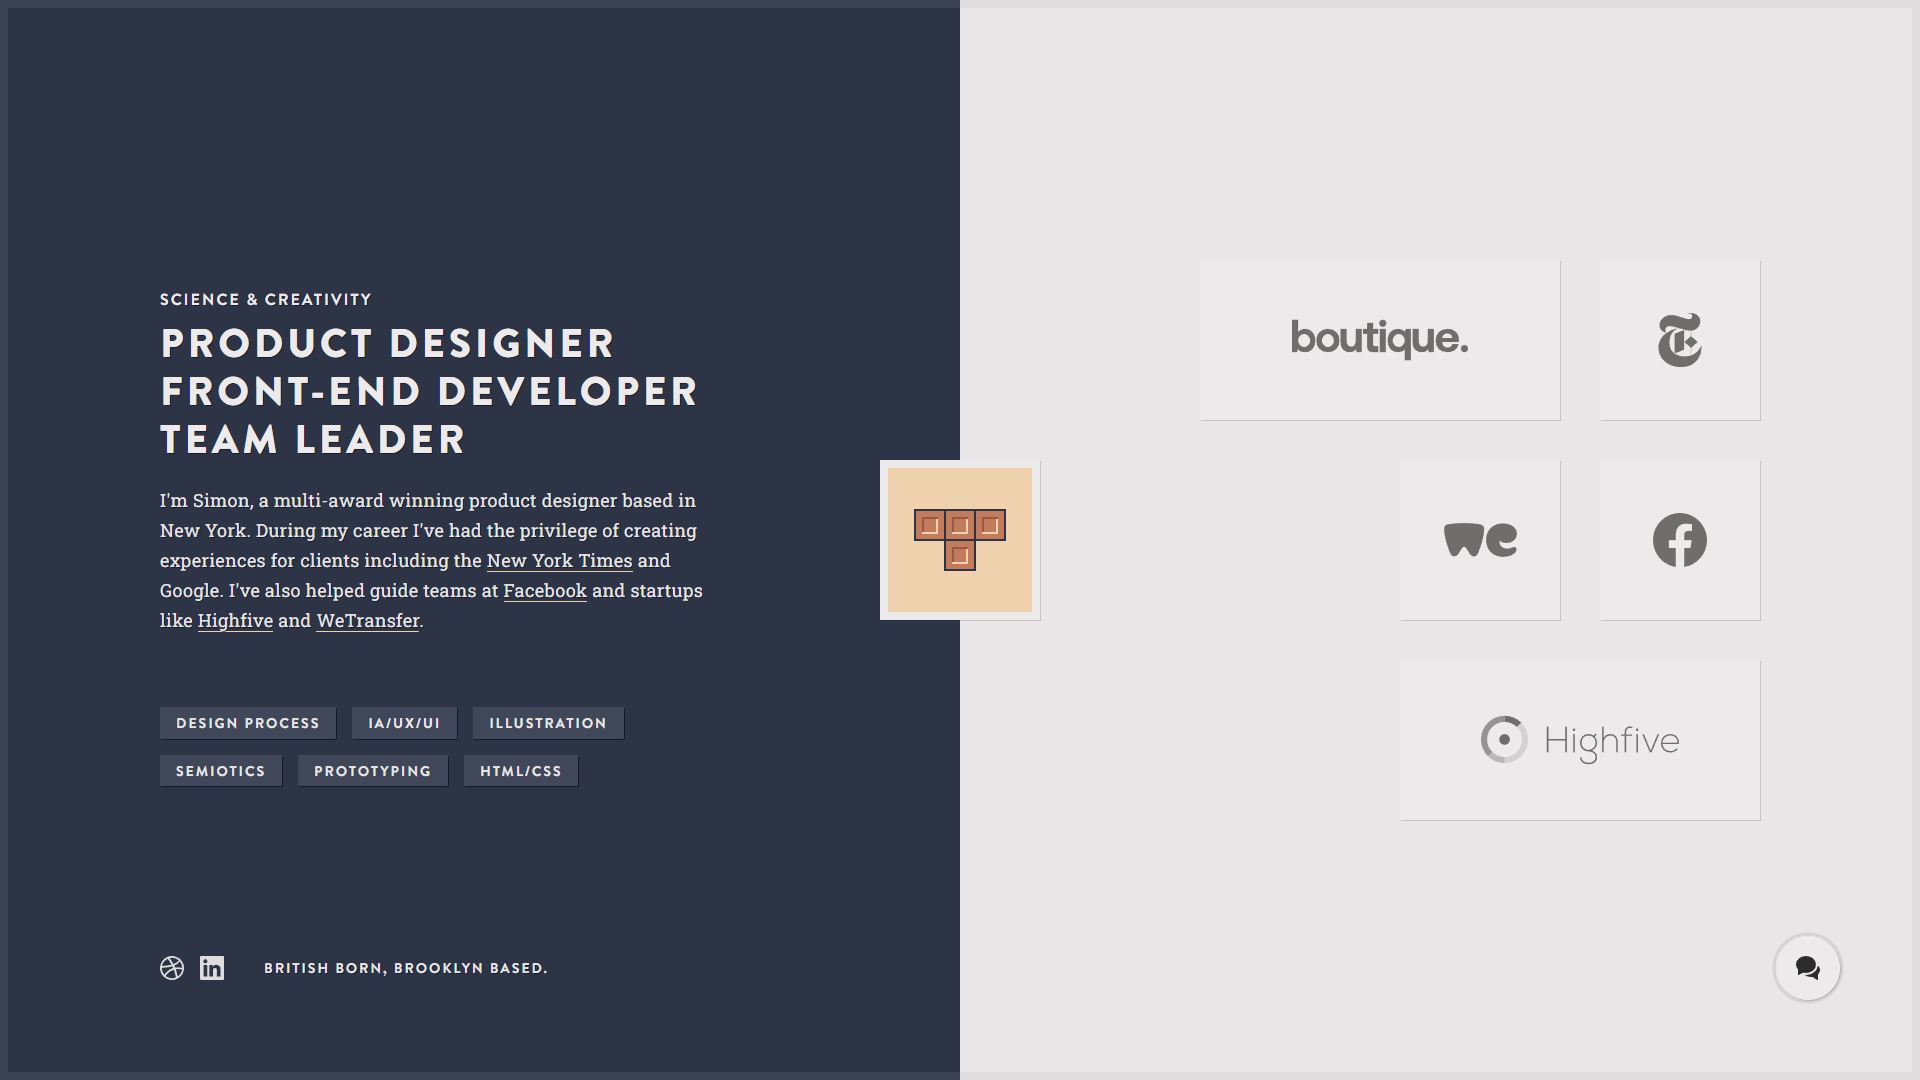 SCIENCE & CREATIVITY
PRODUCT DESIGNER
FRONT-END DEVELOPER
TEAM LEADER
I'm Simon, a multi-award winning product designer based in
New York. During my career I've had the privilege of creating
experiences for clients including the New York Times and
Google. I've also helped guide teams at Facebook and startups
like Highfive and WeTransfer.
DESIGN PROCESS
IA/UX/UI
ILLUSTRATION
SEMIOTICS
PROTOTYPING
HTML/CSS
in
BRITISH BORN, BROOKLYN BASED.
boutique.
T
we
f
Highfive